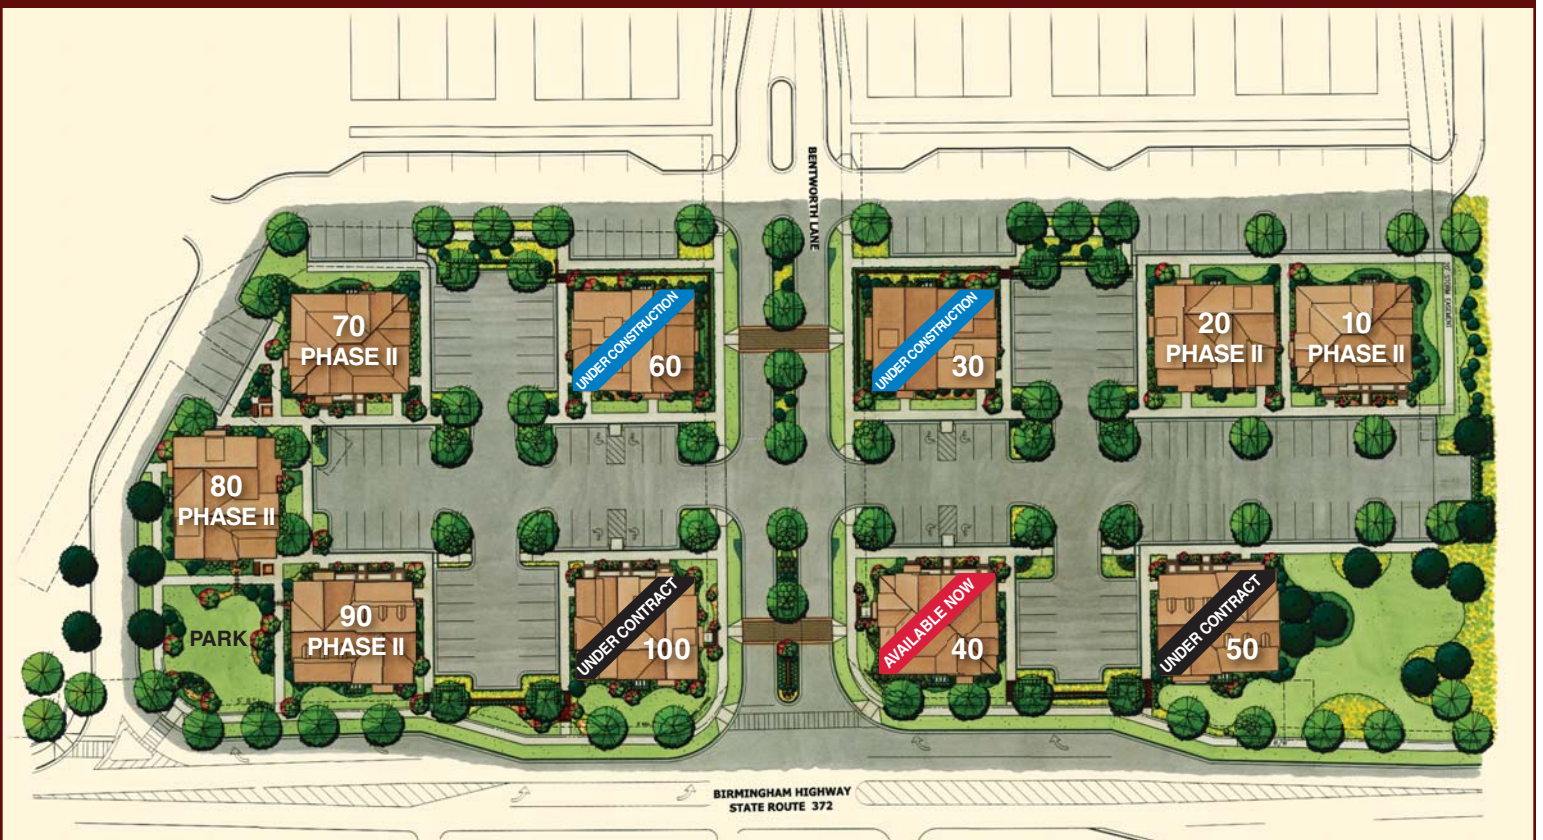 BENTWORTH LANE
70
PHASE II
UNDER CONSTRUCTION
60
UNDER CONSTRUCTION
30
20
PHASE II
10
PHASE II
80
PHASE II
PARK
90
PHASE II
UNDER CONTRACT
100
AVAILABLE NOW
40
UNDER CONTRACT
50
BIRMINGHAM HIGHWAY
STATE ROUTE 372